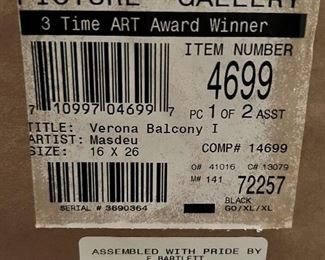 PICTURE GALLERY
3 Time ART Award Winner
ITEM NUMBER
4699
7 10997 04699 7
PC 1 OF 2 ASST
TITLE: Verona Balcony I
ARTIST: Masdeu
SIZE: 16 X 26
COMP# 14699
O# 41016 C# 13079
M# 141 72257
BLACK
GO/XL/XL
SERIAL # 3690364
ASSEMBLED WITH PRIDE BY
E BARTLETT